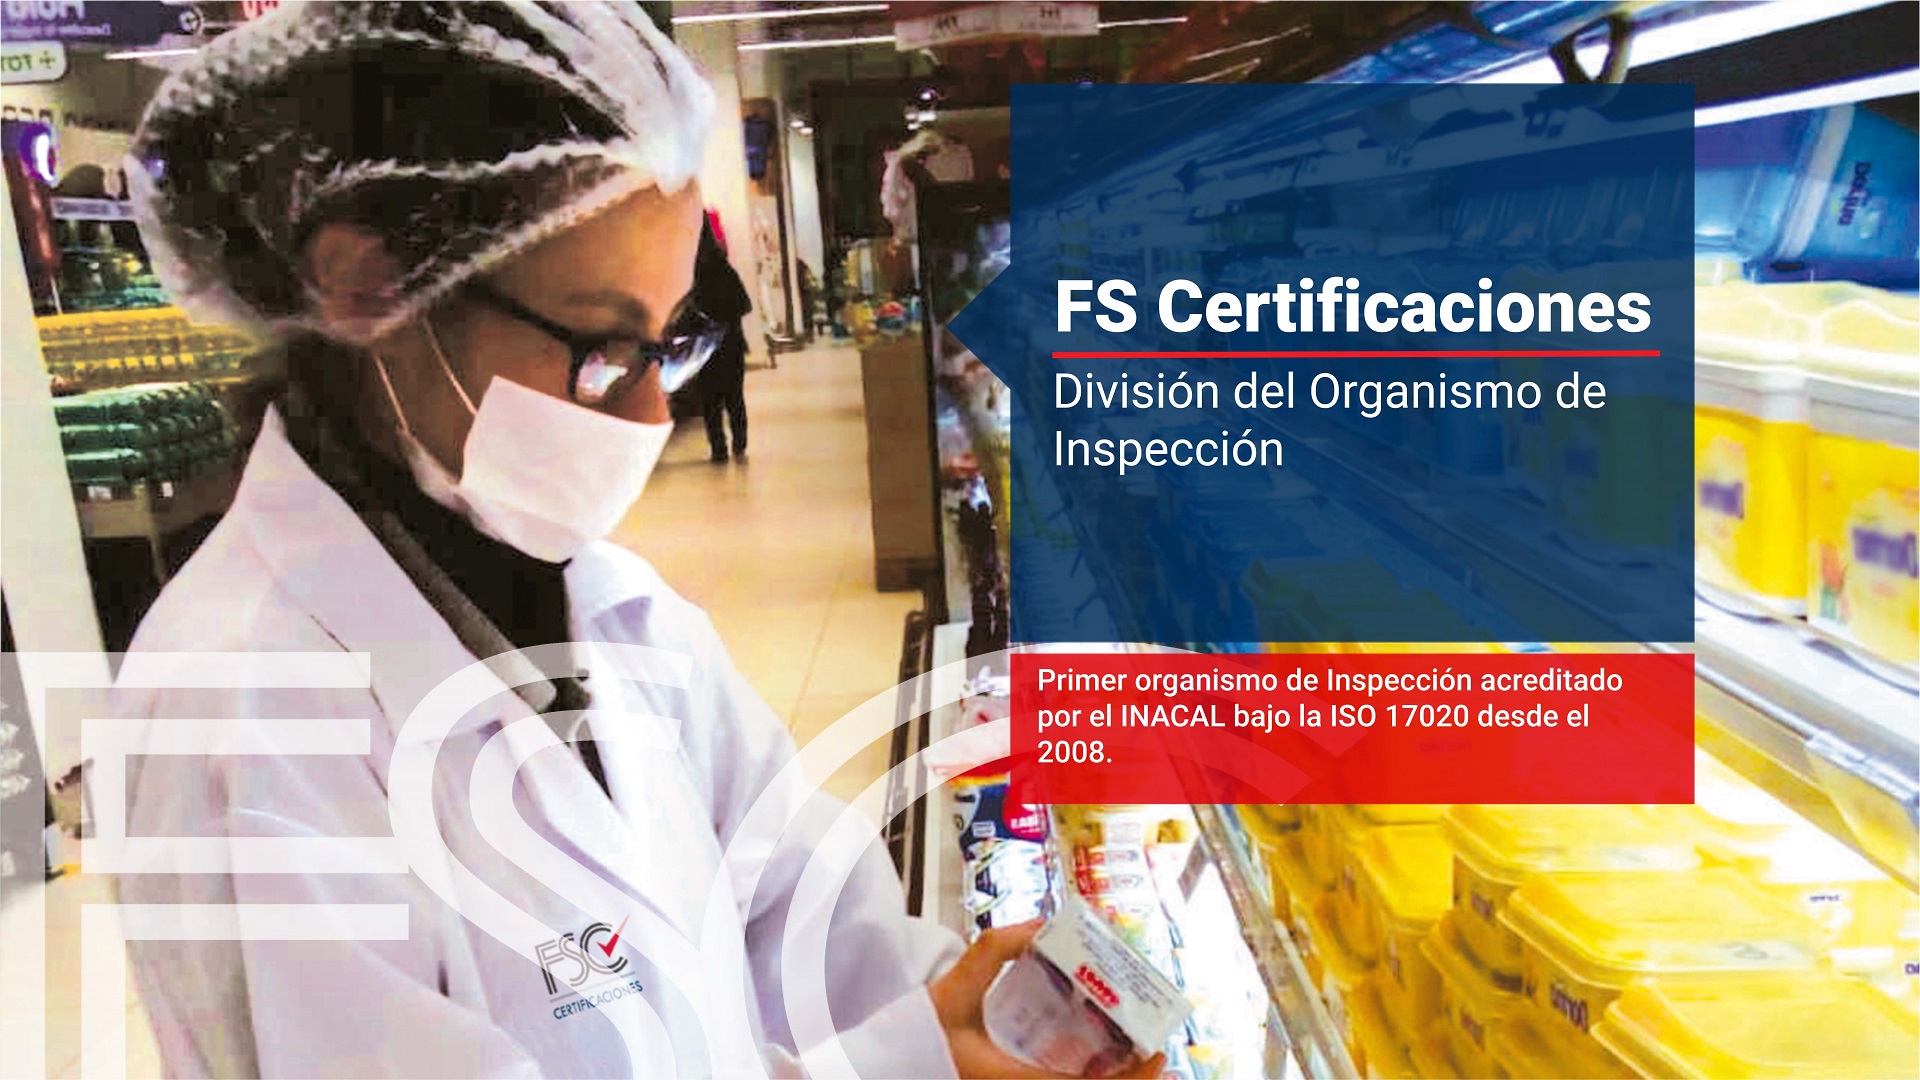 FS Certificaciones
División del Organismo de
Inspección
Primer organismo de Inspección acreditado
por el INACAL bajo la ISO 17020 desde el
2008.
FSC
FSC
CERTIFICACIONES